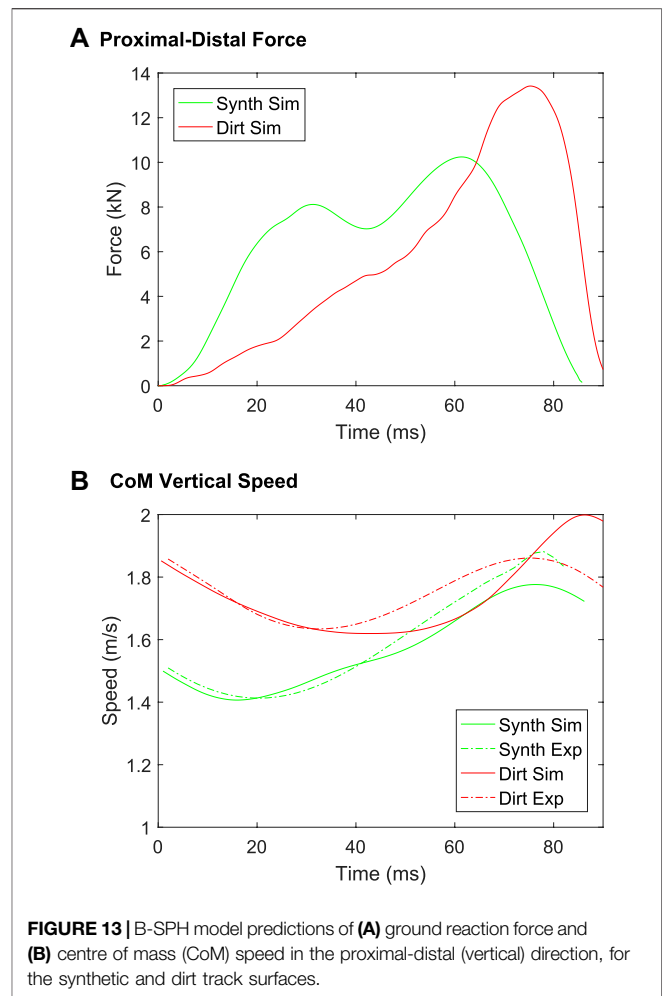 A Proximal-Distal Force
14
12
10
8
6
4
2
0
Force (kN)
Synth Sim
Dirt Sim
0 20 40 60 80
Time (ms)
B CoM Vertical Speed
2
1.8
1.6
1.4
1.2
1
Speed (m/s)
Synth Sim
Synth Exp
Dirt Sim
Dirt Exp
0 20 40 60 80
Time (ms)
FIGURE 13 | B-SPH model predictions of (A) ground reaction force and
(B) centre of mass (CoM) speed in the proximal-distal (vertical) direction, for
the synthetic and dirt track surfaces.